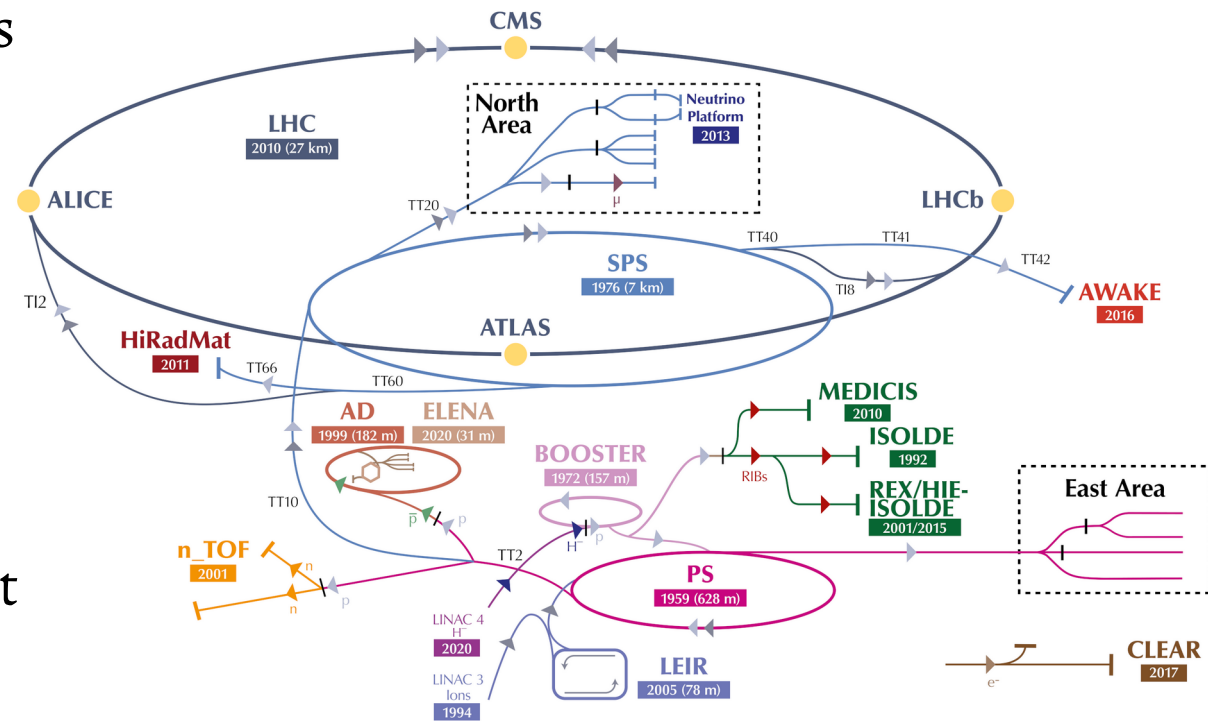 s
CMS
North
Area
Neutrino
Platform
2013
LHC
2010 (27 km)
μ
ALICE
LHCb
TT20
TT40
TT41
TT42
SPS
1976 (7 km)
TI8
AWAKE
2016
TI2
ATLAS
HiRadMat
2011
TT66
TT60
AD
1999 (182 m)
ELENA
2020 (31 m)
MEDICIS
2010
BOOSTER
1972 (157 m)
ISOLDE
1992
RIBs
REX/HIE-
ISOLDE
2001/2015
East Area
TT10
p̅
p
H⁻
p
TT2
n_TOF
2001
n
n
p
PS
1959 (628 m)
t
LINAC 4
H⁻
2020
LINAC 3
Ions
1994
LEIR
2005 (78 m)
e⁻
CLEAR
2017